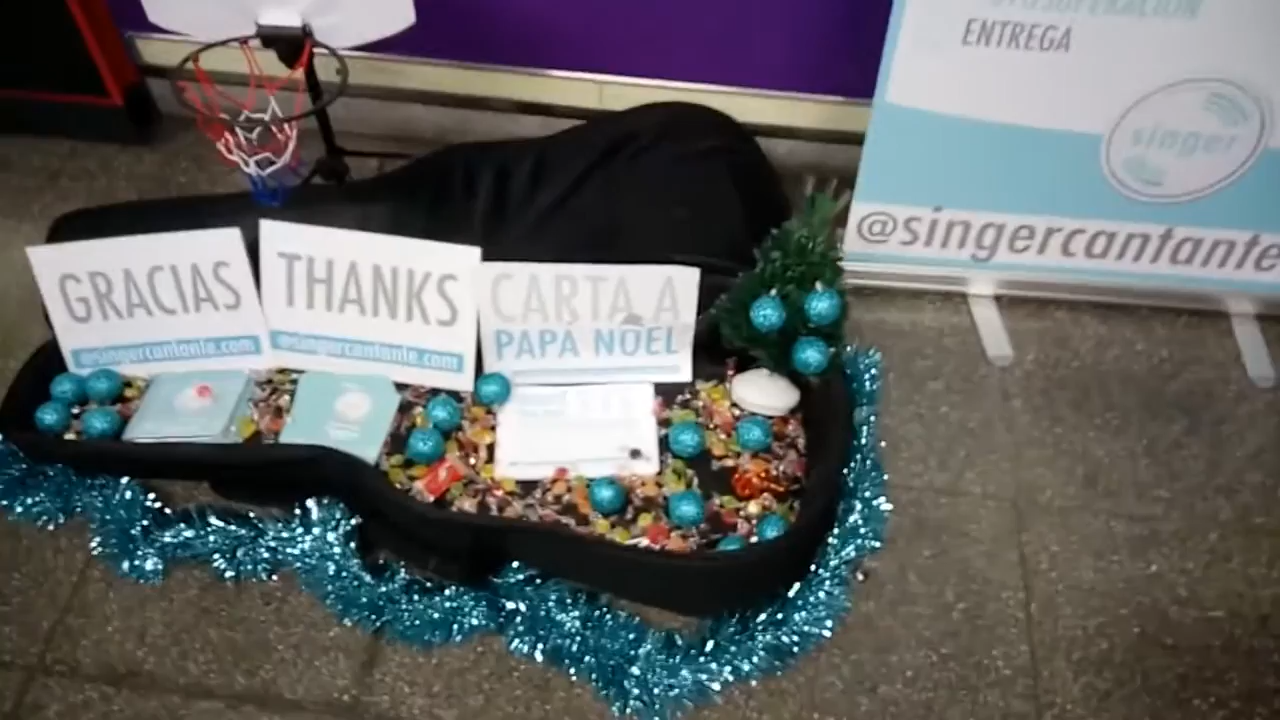 GRACIAS
@singercantante.com
THANKS
@singercantante.com
CARTA A
PAPÁ NOEL
ENTREGA
singer
@singercantante